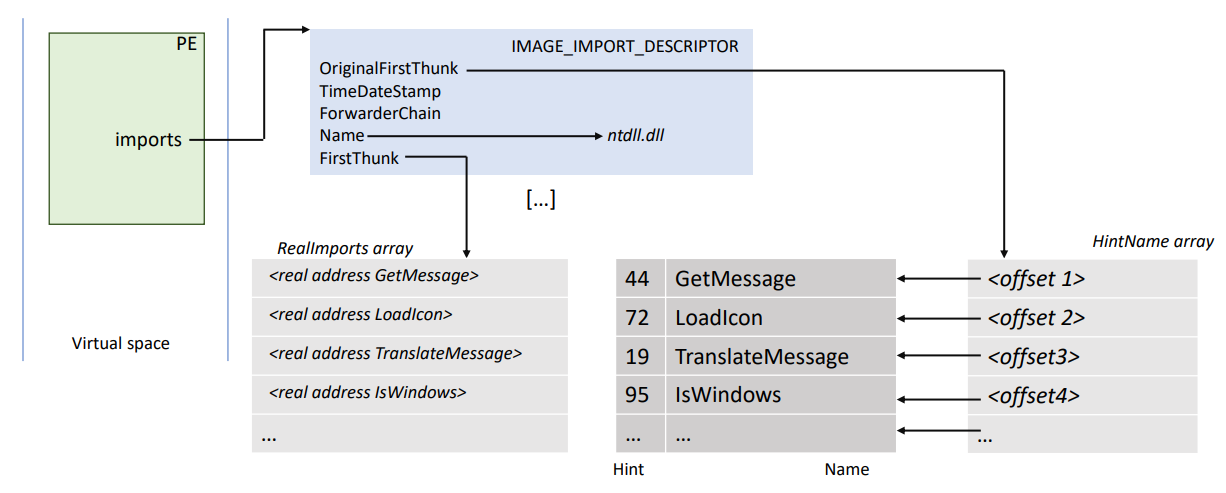 PE
imports
Virtual space
IMAGE_IMPORT_DESCRIPTOR
OriginalFirstThunk
TimeDateStamp
ForwarderChain
Name ntdll.dll
FirstThunk
[...]
RealImports array
<real address GetMessage>
<real address LoadIcon>
<real address TranslateMessage>
<real address IsWindows>
...
44 GetMessage
72 LoadIcon
19 TranslateMessage
95 IsWindows
... ...
Hint Name
HintName array
<offset 1>
<offset 2>
<offset3>
<offset4>
...